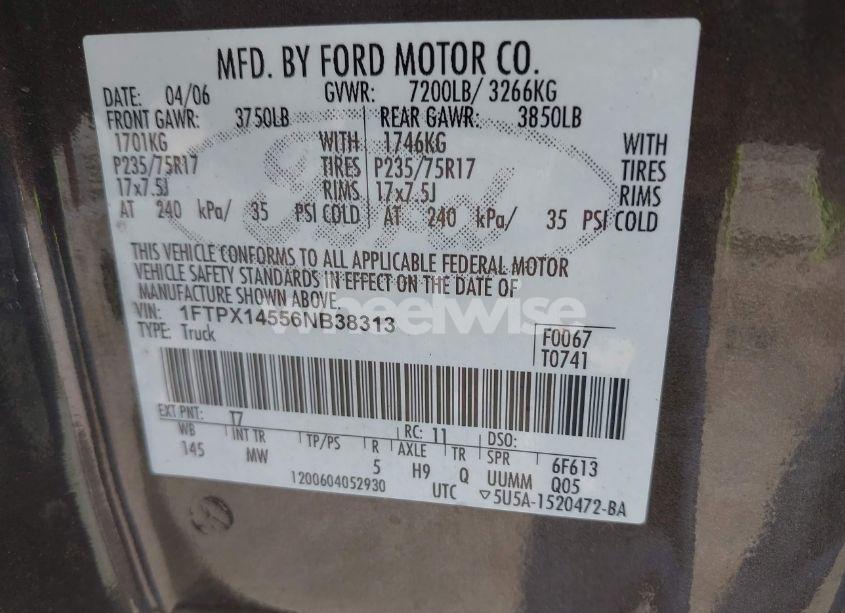 MFD. BY FORD MOTOR CO.
DATE: 04/06 GVWR: 7200LB/ 3266KG
FRONT GAWR: 3750LB REAR GAWR: 3850LB
1701KG WITH 1746KG WITH
P235/75R17 TIRES P235/75R17 TIRES
17x7.5J RIMS 17x7.5J RIMS
AT 240 kPa/ 35 PSI COLD AT 240 kPa/ 35 PSI COLD
THIS VEHICLE CONFORMS TO ALL APPLICABLE FEDERAL MOTOR
VEHICLE SAFETY STANDARDS IN EFFECT ON THE DATE OF
MANUFACTURE SHOWN ABOVE.
wheelwise
VIN: 1FTPX14556NB38313
TYPE: Truck
F0067
T0741
EXT PNT: T7 RC: 11 DSO:
WB INT TR TP/PS R AXLE TR SPR 6F613
145 MW 5 H9 Q UUMM Q05
1200604052930 UTC ▽5U5A-1520472-BA
Ford